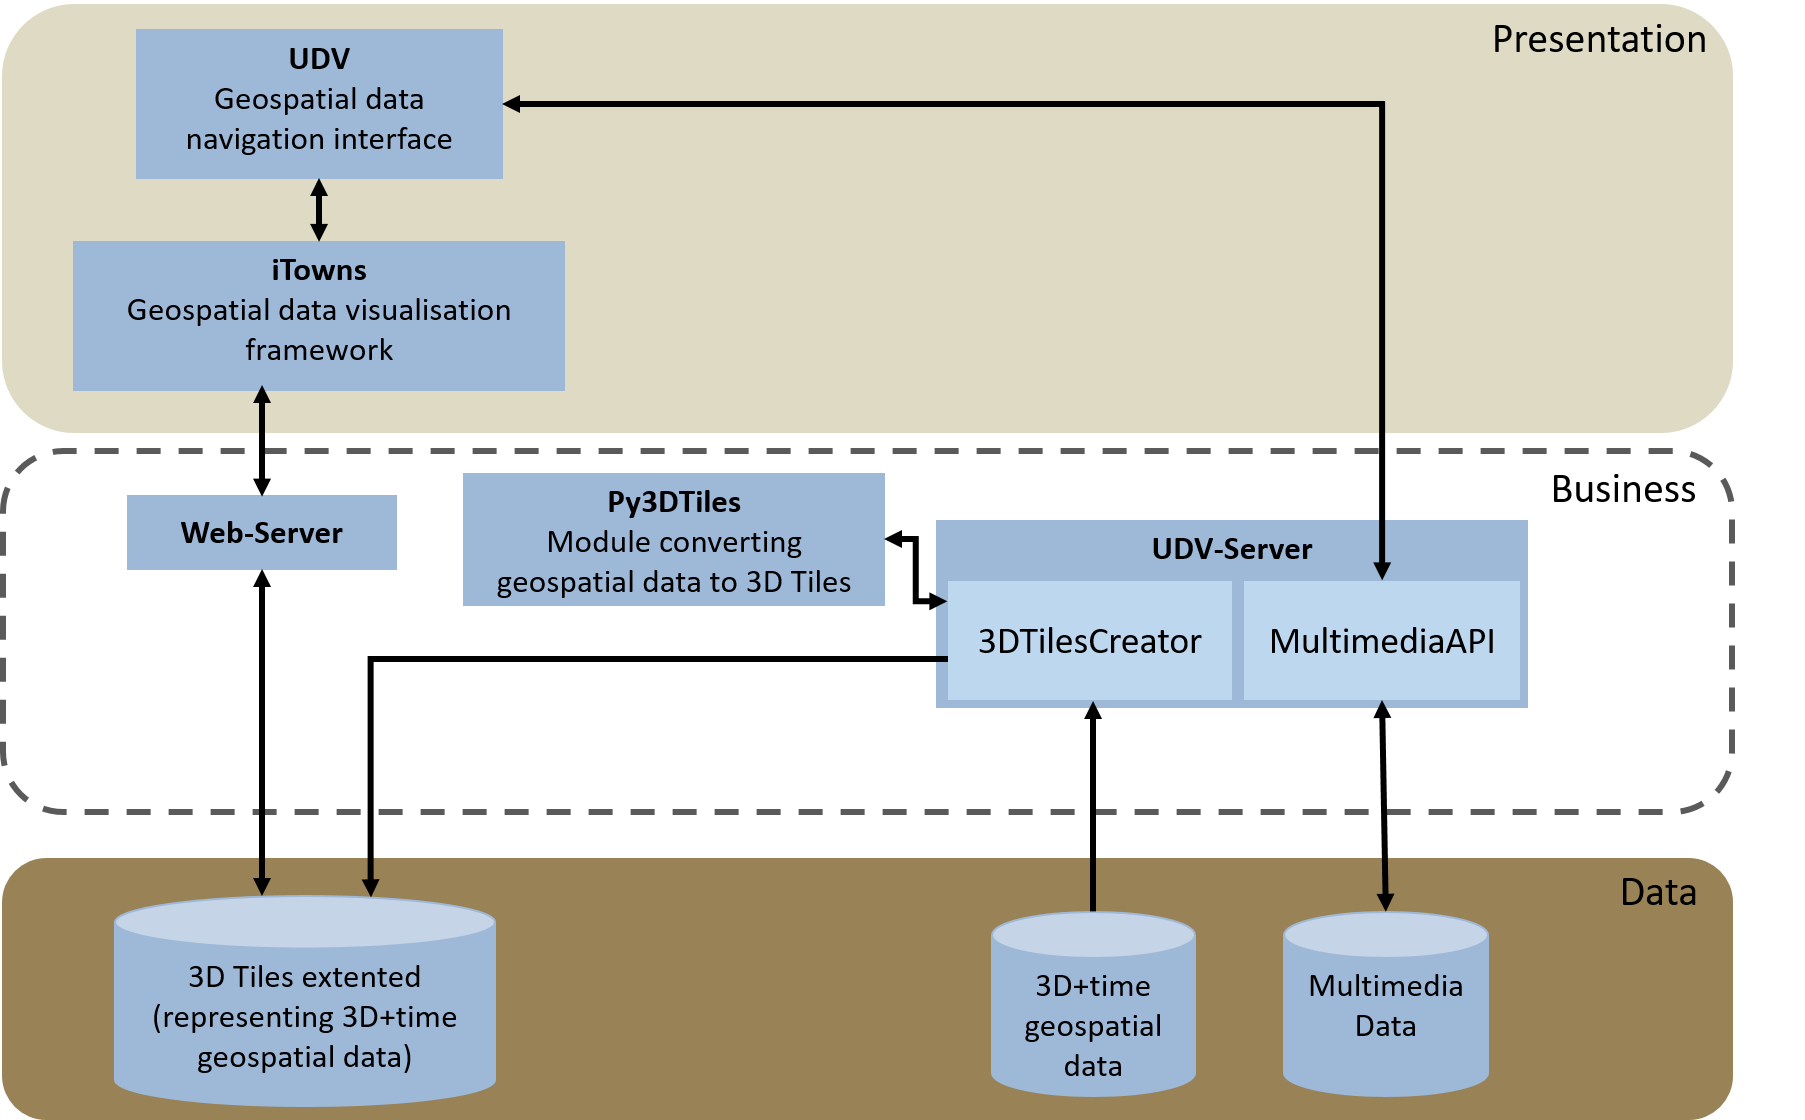 Presentation
UDV
Geospatial data
navigation interface
iTowns
Geospatial data visualisation
framework
Business
Web-Server
Py3DTiles
Module converting
geospatial data to 3D Tiles
UDV-Server
3DTilesCreator
MultimediaAPI
Data
3D Tiles extented
(representing 3D+time
geospatial data)
3D+time
geospatial
data
Multimedia
Data